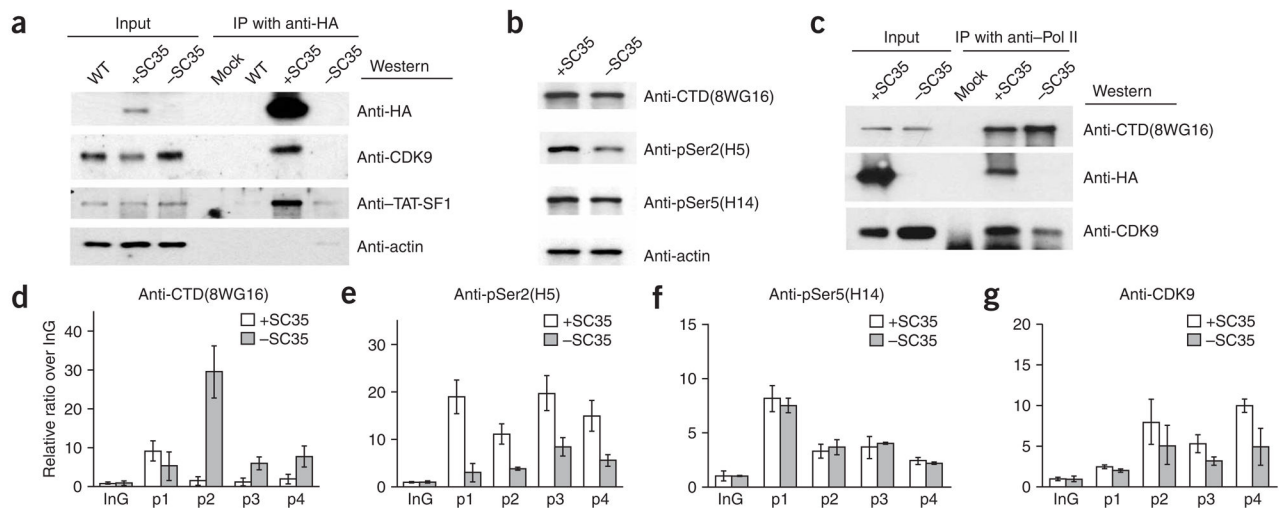 a
Input
IP with anti-HA
WT
+SC35
–SC35
Mock
WT
+SC35
–SC35
Western
Anti-HA
Anti-CDK9
Anti–TAT-SF1
Anti-actin
b
+SC35
–SC35
Anti-CTD(8WG16)
Anti-pSer2(H5)
Anti-pSer5(H14)
Anti-actin
c
Input
IP with anti–Pol II
+SC35
–SC35
Mock
+SC35
–SC35
Western
Anti-CTD(8WG16)
Anti-HA
Anti-CDK9
d
Anti-CTD(8WG16)
+SC35
–SC35
Relative ratio over InG
40
30
20
10
0
InG p1 p2 p3 p4
e
Anti-pSer2(H5)
+SC35
–SC35
30
20
10
0
InG p1 p2 p3 p4
f
Anti-pSer5(H14)
+SC35
–SC35
15
10
5
0
InG p1 p2 p3 p4
g
Anti-CDK9
+SC35
–SC35
20
15
10
5
0
InG p1 p2 p3 p4